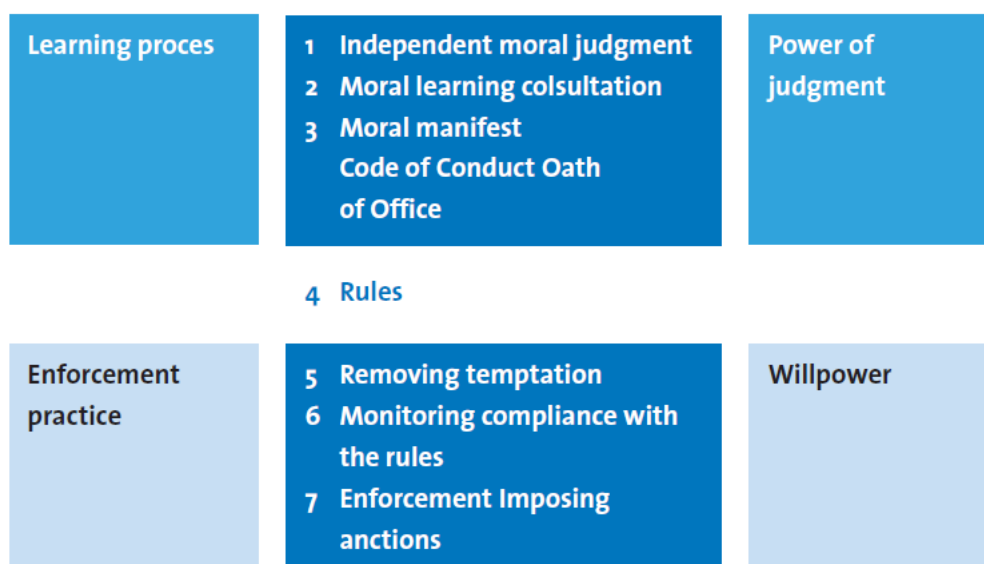 Learning proces
1 Independent moral judgment
2 Moral learning colsultation
3 Moral manifest
Code of Conduct Oath
of Office
Power of
judgment
4 Rules
Enforcement
practice
5 Removing temptation
6 Monitoring compliance with
the rules
7 Enforcement Imposing
anctions
Willpower